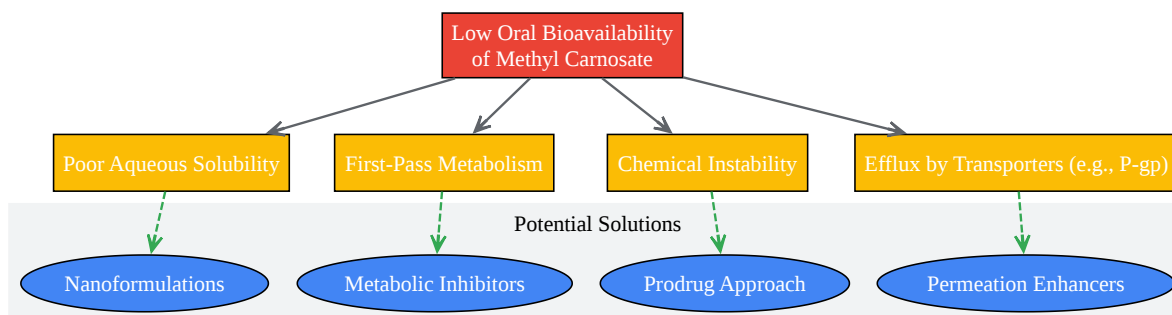 Low Oral Bioavailability
of Methyl Carnosate
Poor Aqueous Solubility
First-Pass Metabolism
Chemical Instability
Efflux by Transporters (e.g., P-gp)
Potential Solutions
Nanoformulations
Metabolic Inhibitors
Prodrug Approach
Permeation Enhancers